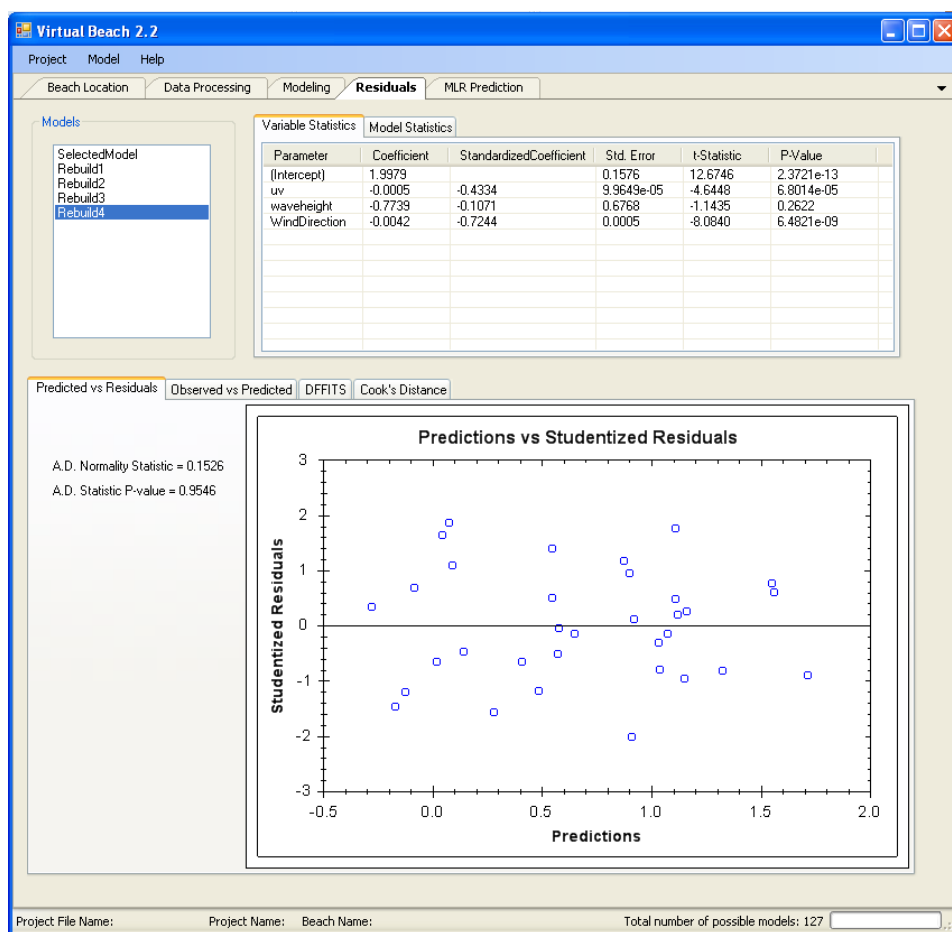 Virtual Beach 2.2
Project Model Help
Beach Location Data Processing Modeling Residuals MLR Prediction
Models
SelectedModel
Rebuild1
Rebuild2
Rebuild3
Rebuild4
Variable Statistics Model Statistics
Parameter Coefficient StandardizedCoefficient Std. Error t-Statistic P-Value
(Intercept) 1.9979 0.1576 12.6746 2.3721e-13
uv -0.0005 -0.4334 9.9649e-05 -4.6448 6.8014e-05
waveheight -0.7739 -0.1071 0.6768 -1.1435 0.2622
WindDirection -0.0042 -0.7244 0.0005 -8.0840 6.4821e-09
Predicted vs Residuals Observed vs Predicted DFFITS Cook's Distance
A.D. Normality Statistic = 0.1526
A.D. Statistic P-value = 0.9546
Predictions vs Studentized Residuals
Studentized Residuals
3
2
1
0
-1
-2
-3
-0.5 0.0 0.5 1.0 1.5 2.0
Predictions
Project File Name: Project Name: Beach Name: Total number of possible models: 127